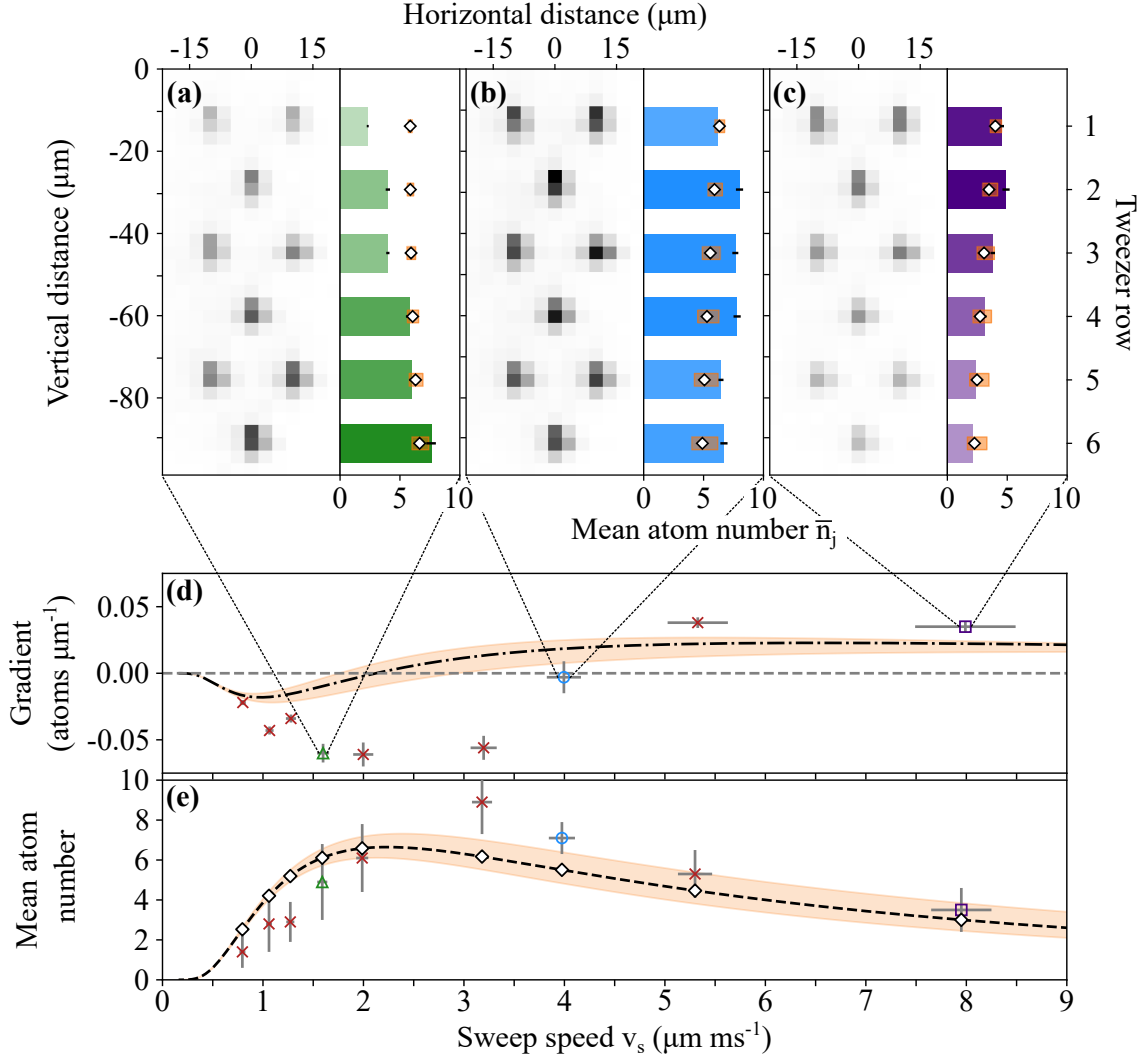 Horizontal distance (μm)
-15 0 15 -15 0 15 -15 0 15
0 (a) (b) (c)
1
-20
2
-40
3
-60
4
-80
5
6
Vertical distance (μm)
Tweezer row
0 5 10 0 5 10 0 5 10
Mean atom number n̅_j
(d)
0.05
0.00
-0.05
Gradient
(atoms μm⁻¹)
(e)
10
8
6
4
2
0
Mean atom
number
0 1 2 3 4 5 6 7 8 9
Sweep speed v_s (μm ms⁻¹)